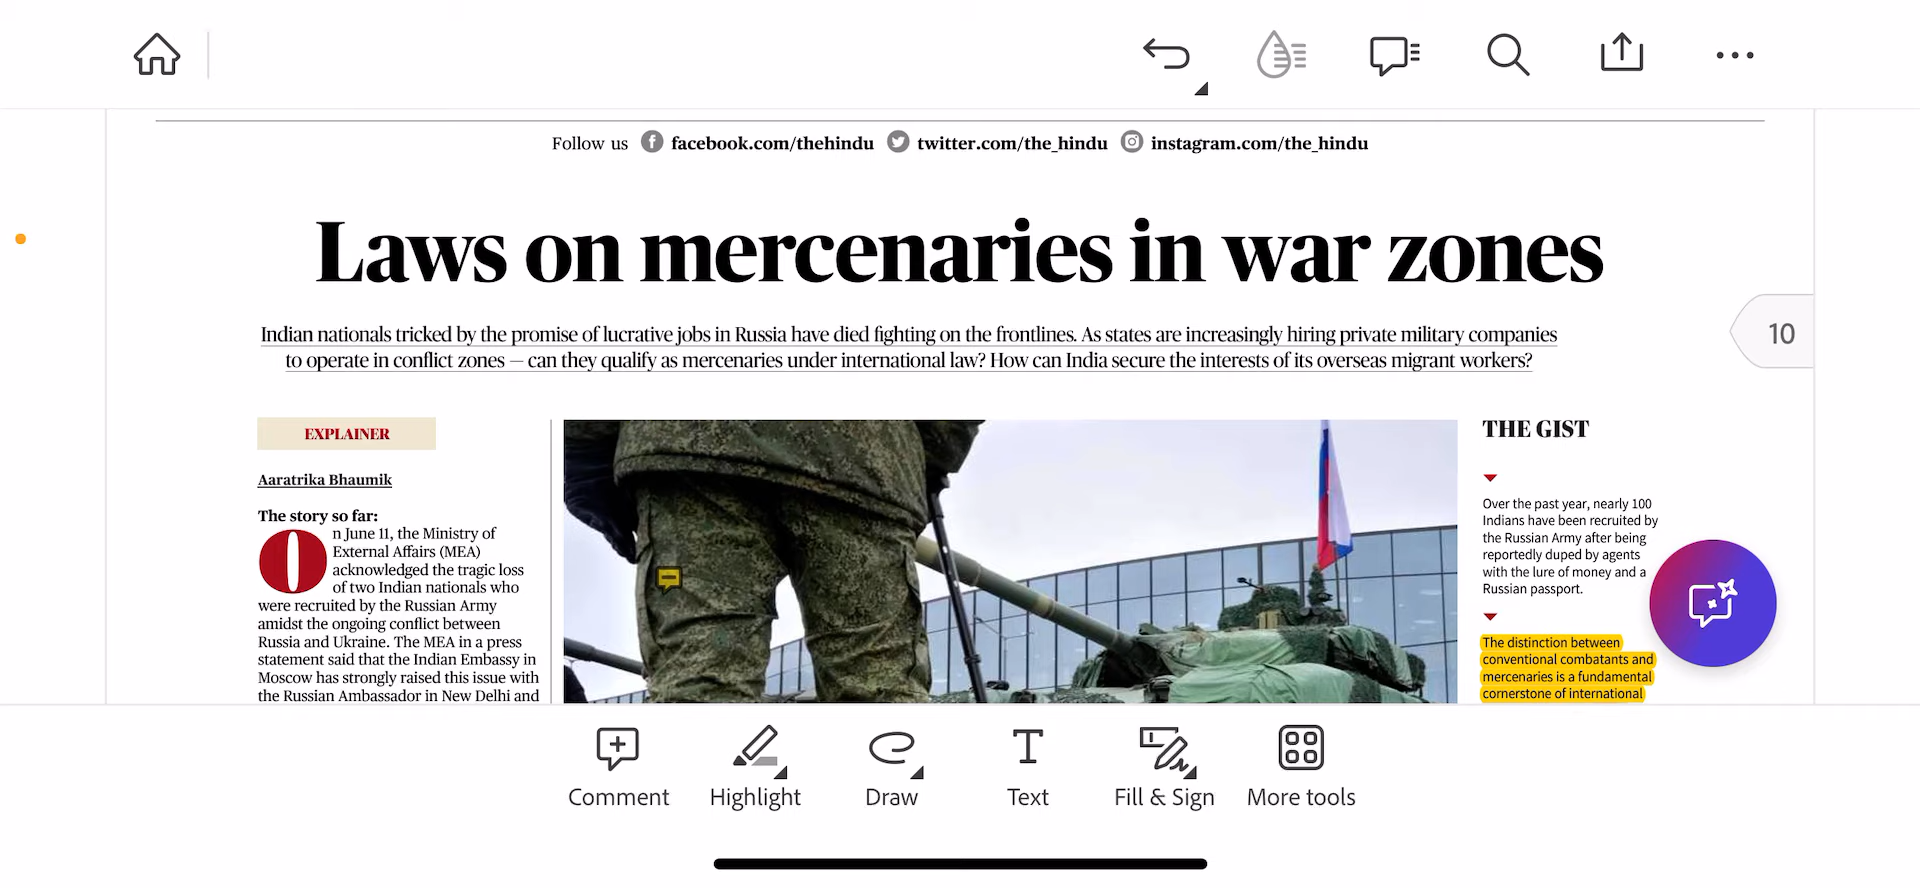 Follow us facebook.com/thehindu twitter.com/the_hindu instagram.com/the_hindu
Laws on mercenaries in war zones
Indian nationals tricked by the promise of lucrative jobs in Russia have died fighting on the frontlines. As states are increasingly hiring private military companies
to operate in conflict zones — can they qualify as mercenaries under international law? How can India secure the interests of its overseas migrant workers?
10
EXPLAINER
Aaratrika Bhaumik
The story so far:
On June 11, the Ministry of
External Affairs (MEA)
acknowledged the tragic loss
of two Indian nationals who
were recruited by the Russian Army
amidst the ongoing conflict between
Russia and Ukraine. The MEA in a press
statement said that the Indian Embassy in
Moscow has strongly raised this issue with
the Russian Ambassador in New Delhi and
THE GIST
Over the past year, nearly 100
Indians have been recruited by
the Russian Army after being
reportedly duped by agents
with the lure of money and a
Russian passport.
The distinction between
conventional combatants and
mercenaries is a fundamental
cornerstone of international
Comment
Highlight
Draw
Text
Fill & Sign
More tools